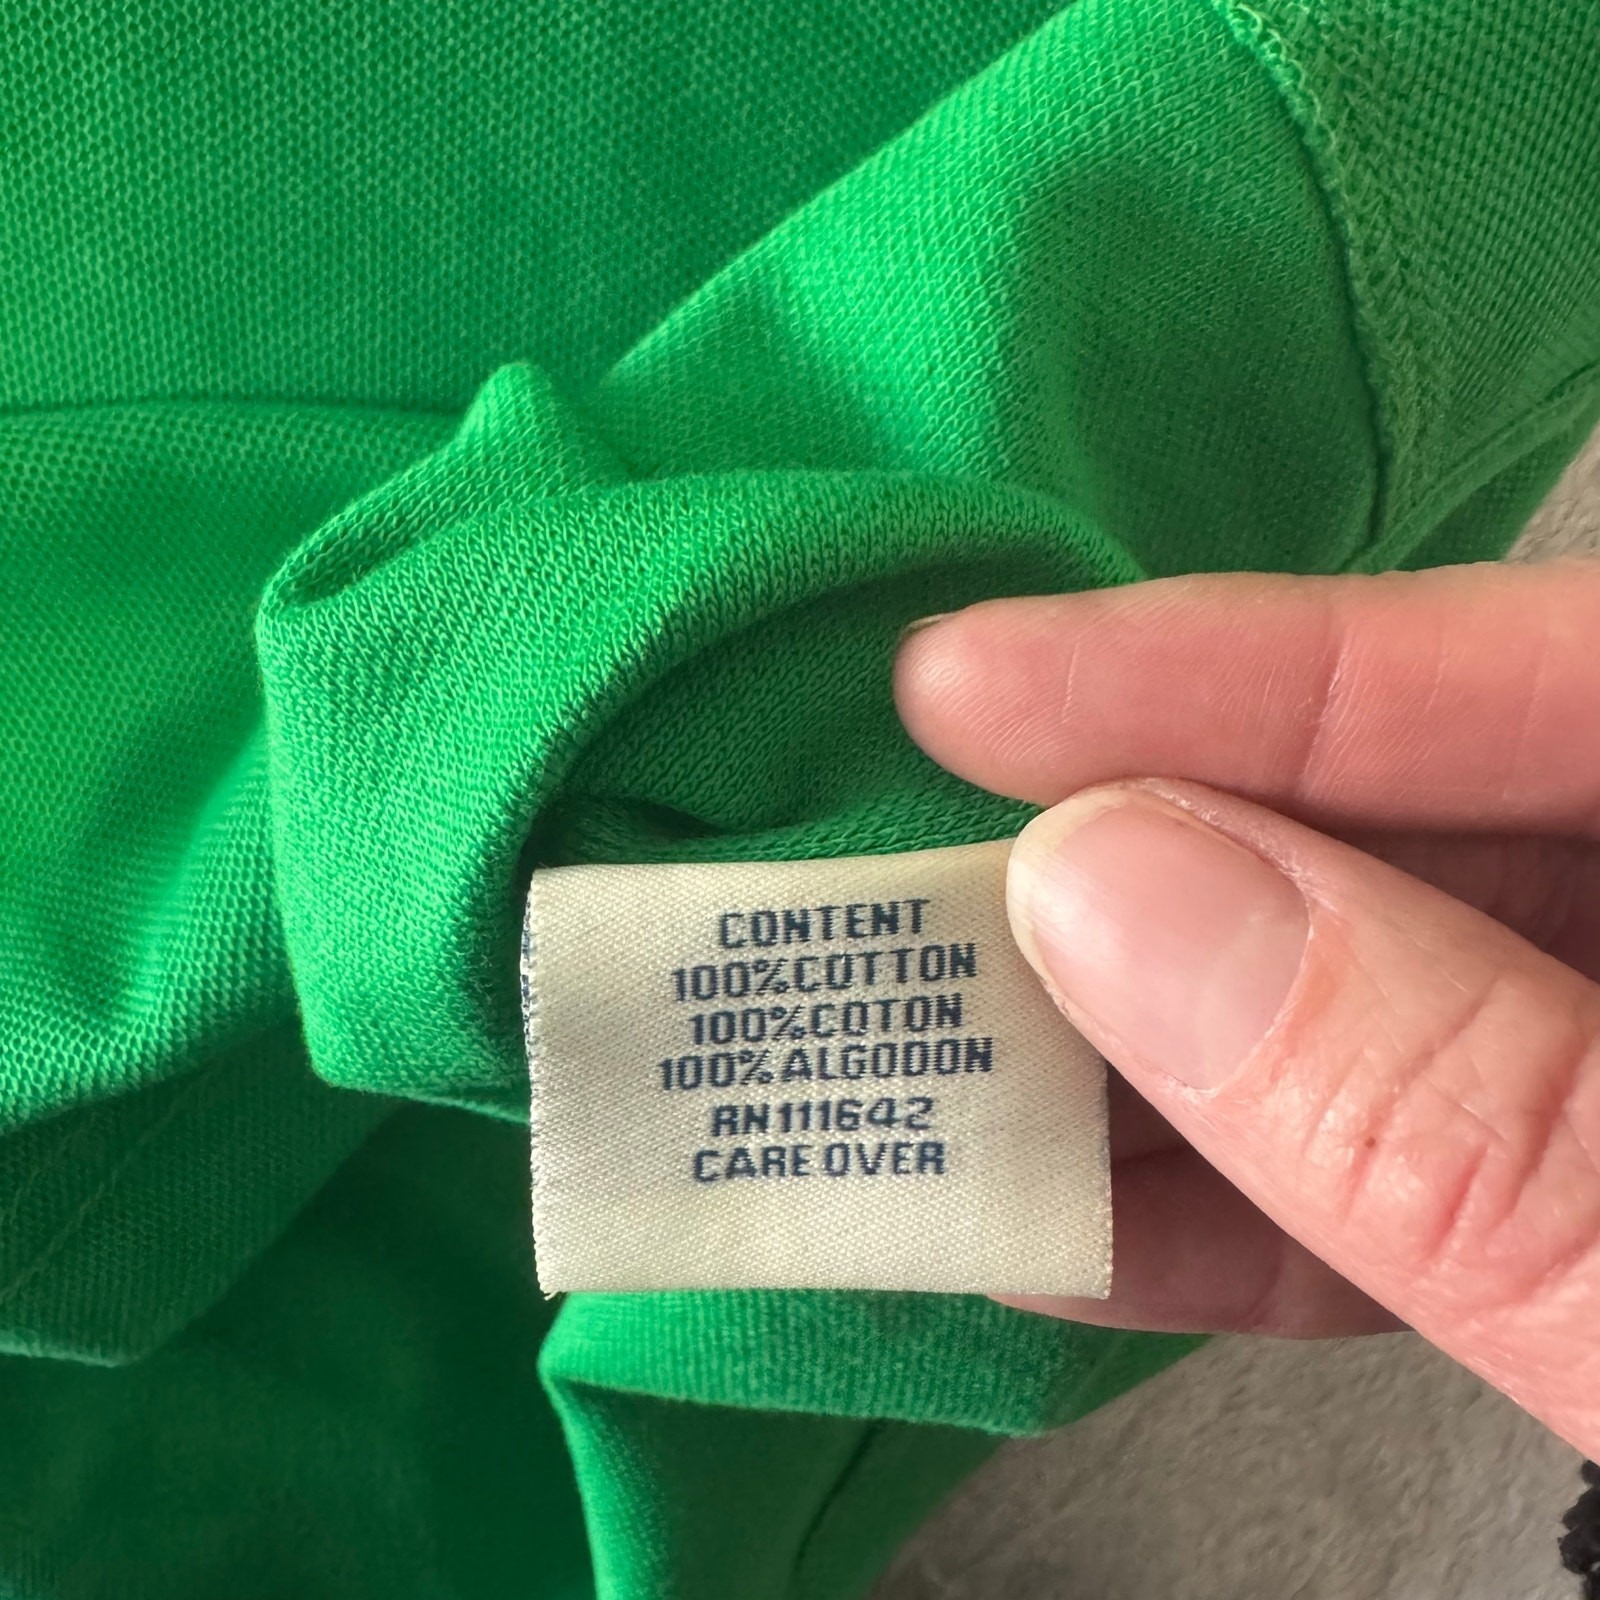 CONTENT
100%COTTON
100%COTON
100%ALGODON
RN111642
CARE OVER